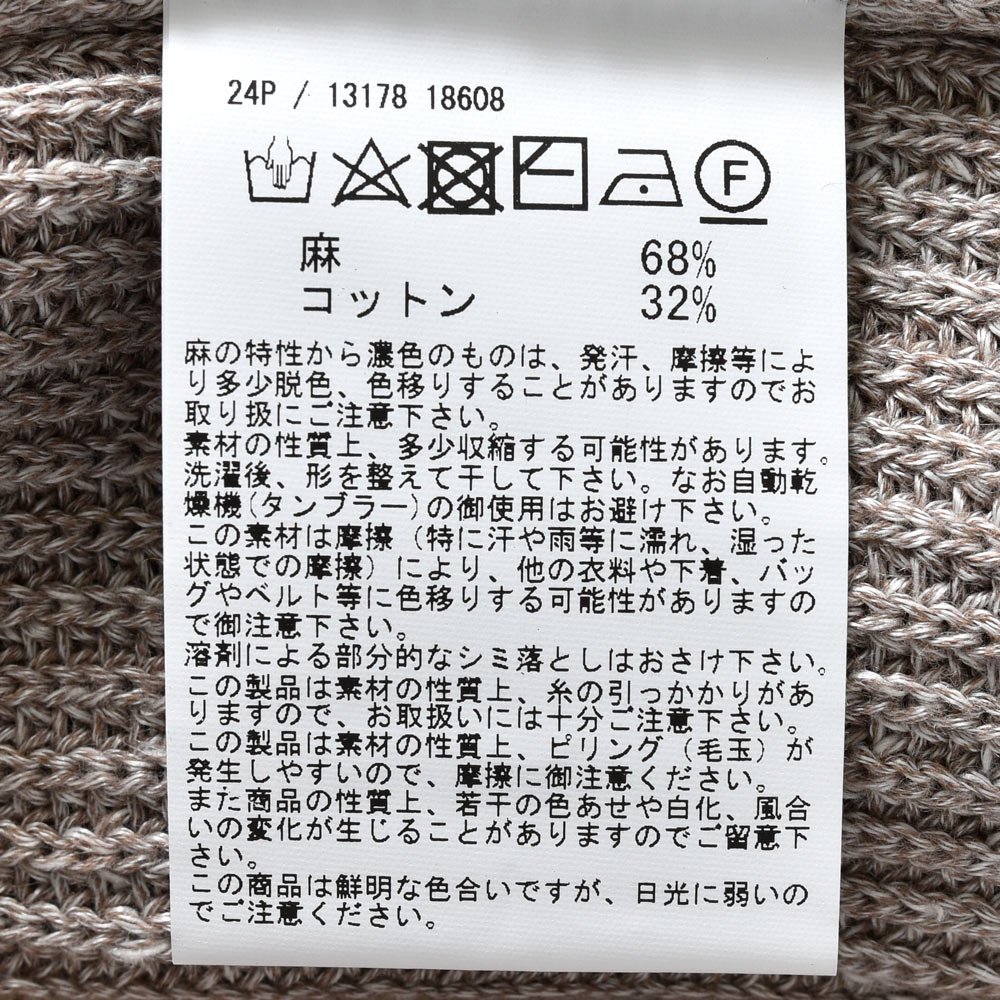 24P / 13178 18608
F
麻 68%
コットン 32%
麻の特性から濃色のものは、発汗、摩擦等によ
り多少脱色、色移りすることがありますのでお
取り扱にご注意下さい。
素材の性質上、多少収縮する可能性があります。
洗濯後、形を整えて干して下さい。なお自動乾
燥機(タンブラー)の御使用はお避け下さい。
この素材は摩擦（特に汗や雨等に濡れ、湿った
状態での摩擦）により、他の衣料や下着、バッ
グやベルト等に色移りする可能性がありますの
で御注意下さい。
溶剤による部分的なシミ落としはおさけ下さい。
この製品は素材の性質上、糸の引っかかりがあ
りますので、お取扱いには十分ご注意下さい。
この製品は素材の性質上、ピリング（毛玉）が
発生しやすいので、摩擦に御注意ください。
また商品の性質上、若干の色あせや白化、風合
いの変化が生じることがありますのでご留意下
さい。
この商品は鮮明な色合いですが、日光に弱いの
でご注意ください。